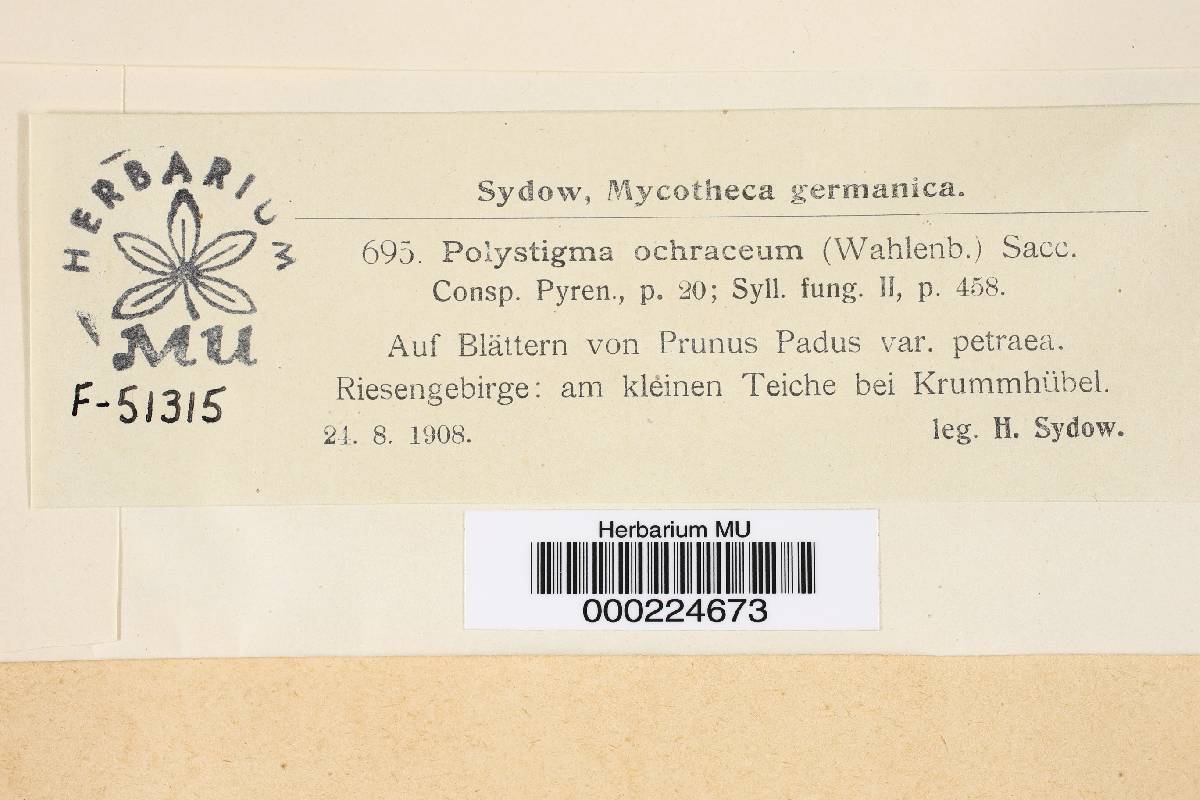 HERBARIUM
MU
F-51315
Sydow, Mycotheca germanica.
695. Polystigma ochraceum (Wahlenb.) Sacc.
Consp. Pyren., p. 20; Syll. fung. II, p. 458.
Auf Blättern von Prunus Padus var. petraea.
Riesengebirge: am kleinen Teiche bei Krummhübel.
24. 8. 1908. leg. H. Sydow.
Herbarium MU
000224673